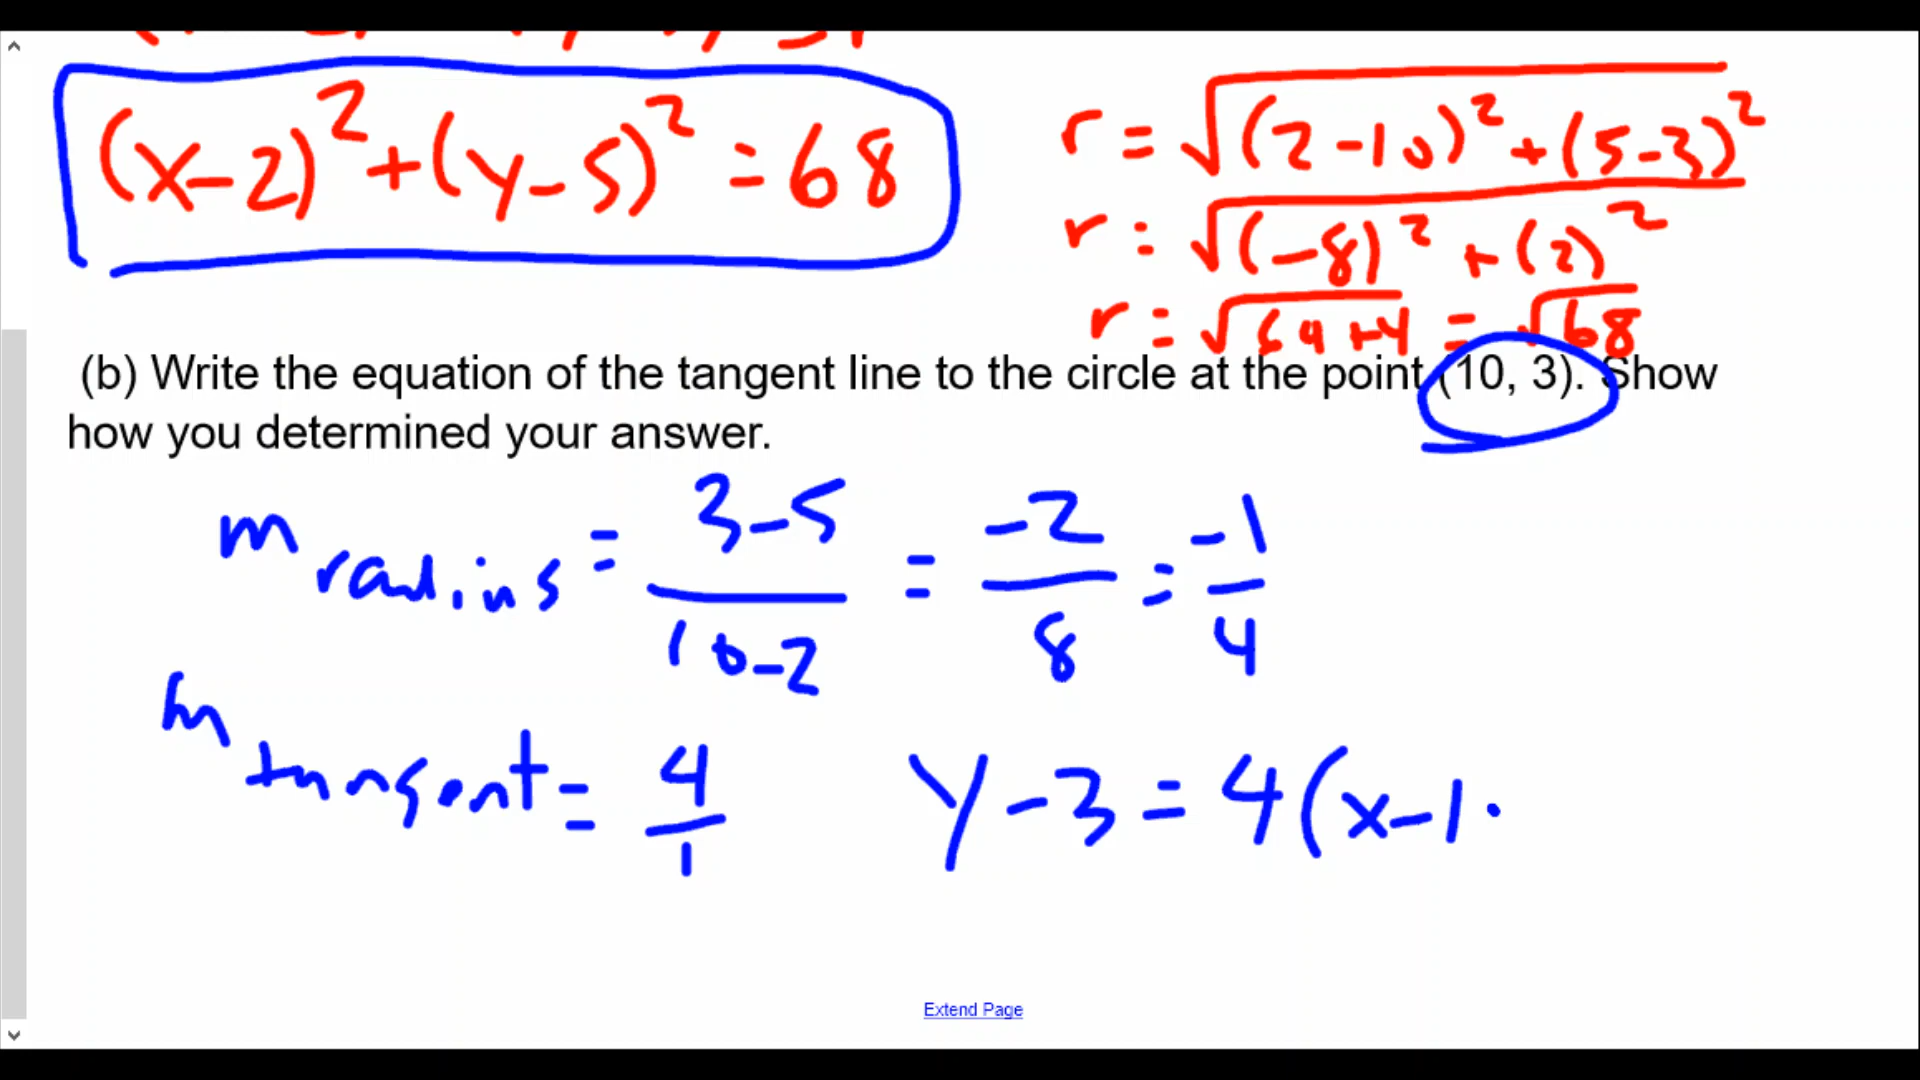 (x-2)²+(y-5)²=68
r=√(2-10)²+(5-3)²
r=√(-8)²+(2)²
r=√64+4=√68
(b) Write the equation of the tangent line to the circle at the point (10, 3). Show
how you determined your answer.
m radius = 3-5/10-2 = -2/8 = -1/4
m tangent = 4/1
y-3=4(x-1
Extend Page